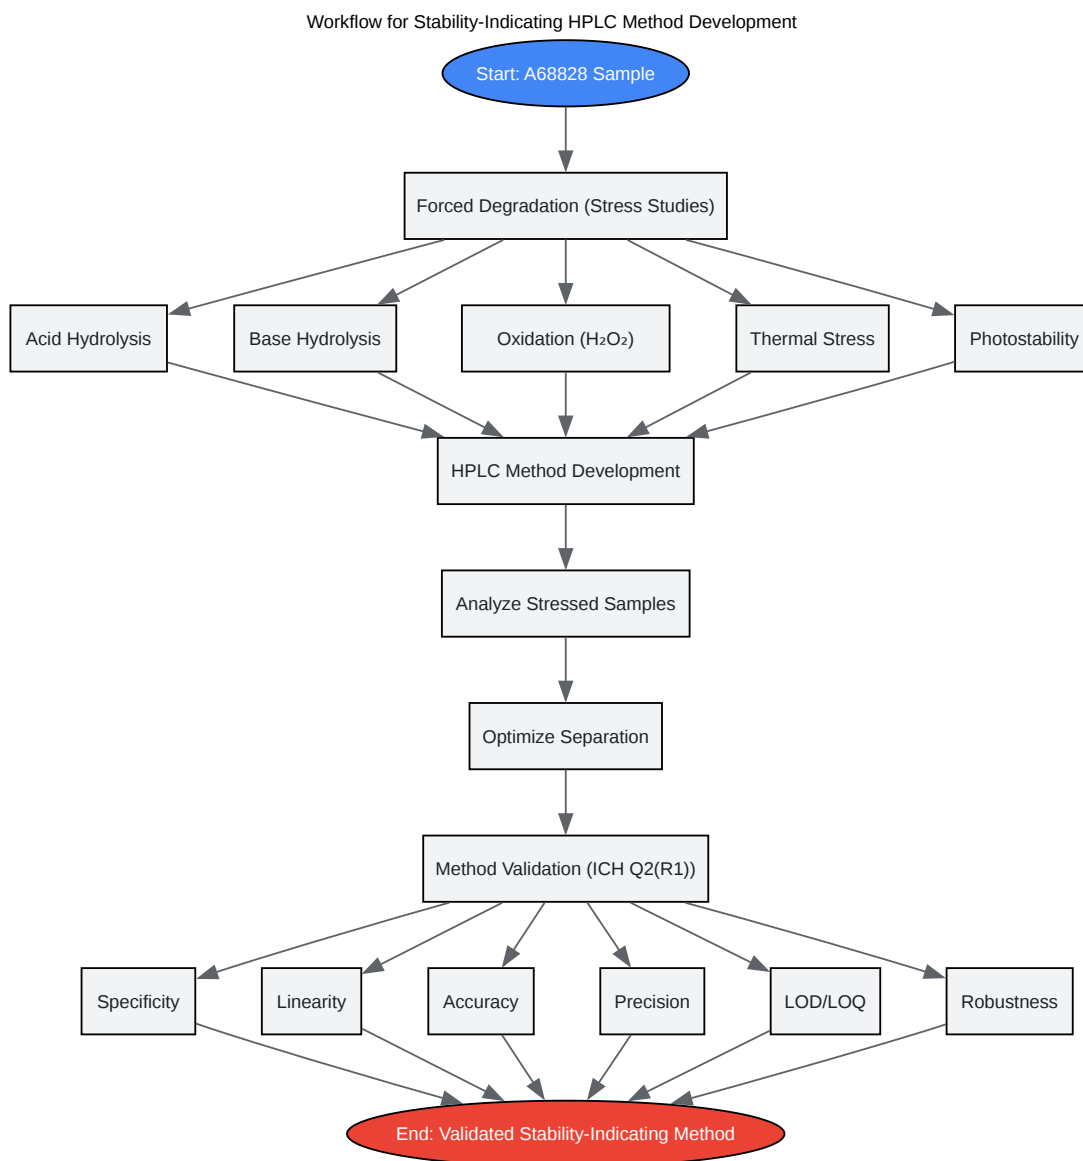 Workflow for Stability-Indicating HPLC Method Development
Start: A68828 Sample
Forced Degradation (Stress Studies)
Acid Hydrolysis
Base Hydrolysis
Oxidation (H₂O₂)
Thermal Stress
Photostability
HPLC Method Development
Analyze Stressed Samples
Optimize Separation
Method Validation (ICH Q2(R1))
Specificity
Linearity
Accuracy
Precision
LOD/LOQ
Robustness
End: Validated Stability-Indicating Method